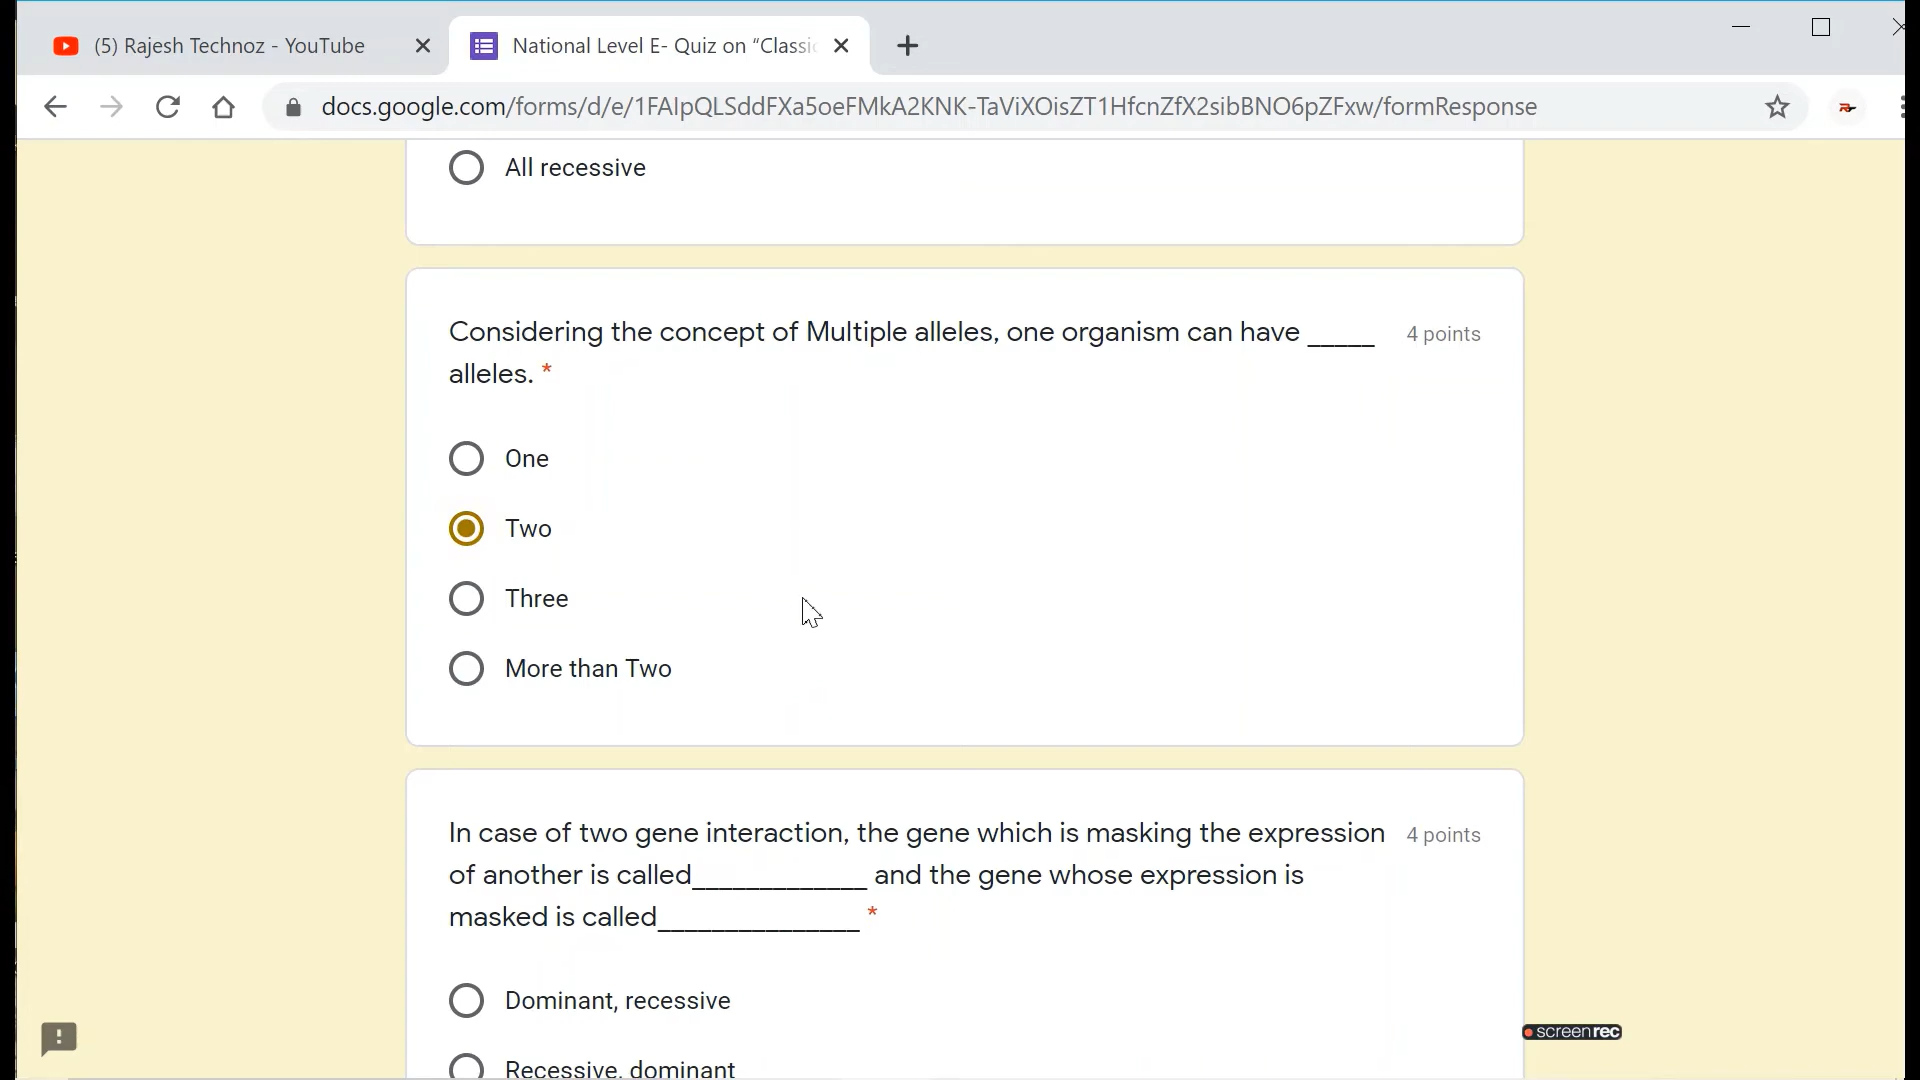 (5) Rajesh Technoz - YouTube
National Level E- Quiz on “Classi
docs.google.com/forms/d/e/1FAIpQLSddFXa5oeFMkA2KNK-TaViXOisZT1HfcnZfX2sibBNO6pZFxw/formResponse
All recessive
Considering the concept of Multiple alleles, one organism can have _____ 4 points
alleles. *
One
Two
Three
More than Two
In case of two gene interaction, the gene which is masking the expression 4 points
of another is called_____________ and the gene whose expression is
masked is called_______________ *
Dominant, recessive
Recessive, dominant
screenrec